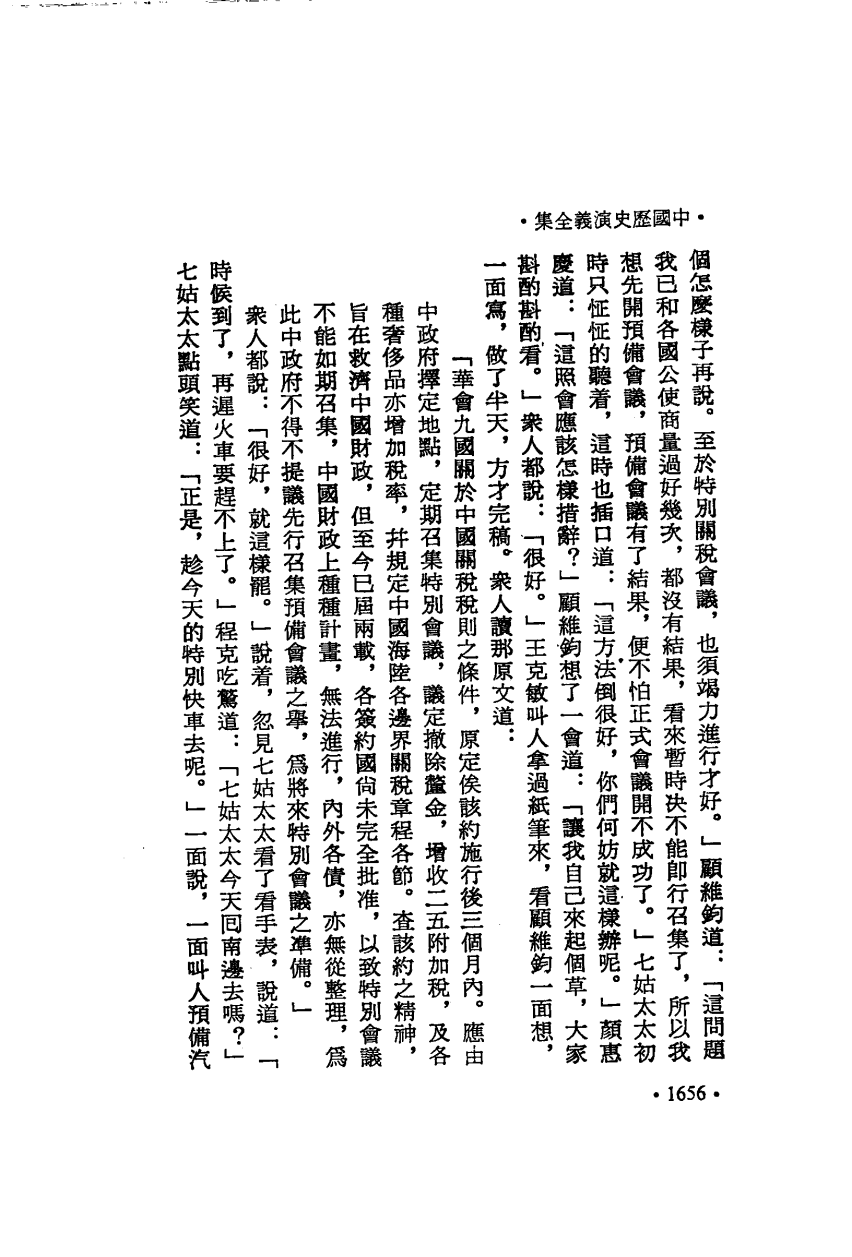 ・中國歷史演義全集・
個怎麼樣子再說。至於特別關稅會議，也須竭力進行才好。」顧維鈞道：「這問題
我已和各國公使商量過好幾次，都沒有結果，看來暫時決不能卽行召集了，所以我
想先開預備會議，預備會議有了結果，便不怕正式會議開不成功了。」七姑太太初
時只怔怔的聽着，這時也插口道：「這方法倒很好，你們何妨就這樣辦呢。」顏惠
慶道：「這照會應該怎樣措辭？」顧維鈞想了一會道：「讓我自己來起個草，大家
斟酌斟酌看。」衆人都說：「很好。」王克敏叫人拿過紙筆來，看顧維鈞一面想，
一面寫，做了半天，方才完稿。衆人讀那原文道：
「華會九國關於中國關稅稅則之條件，原定俟該約施行後三個月內。應由
中政府擇定地點，定期召集特別會議，議定撤除釐金，增收二五附加稅，及各
種奢侈品亦增加稅率，幷規定中國海陸各邊界關稅章程各節。查該約之精神，
旨在救濟中國財政，但至今已屆兩載，各簽約國尙未完全批准，以致特別會議
不能如期召集，中國財政上種種計畫，無法進行，內外各債，亦無從整理，爲
此中政府不得不提議先行召集預備會議之舉，爲將來特別會議之準備。」
衆人都說：「很好，就這樣罷。」說着，忽見七姑太太看了看手表，說道：「
時候到了，再遲火車要趕不上了。」程克吃驚道：「七姑太太今天囘南邊去嗎？」
七姑太太點頭笑道：「正是，趁今天的特別快車去呢。」一面說，一面叫人預備汽
・1656・